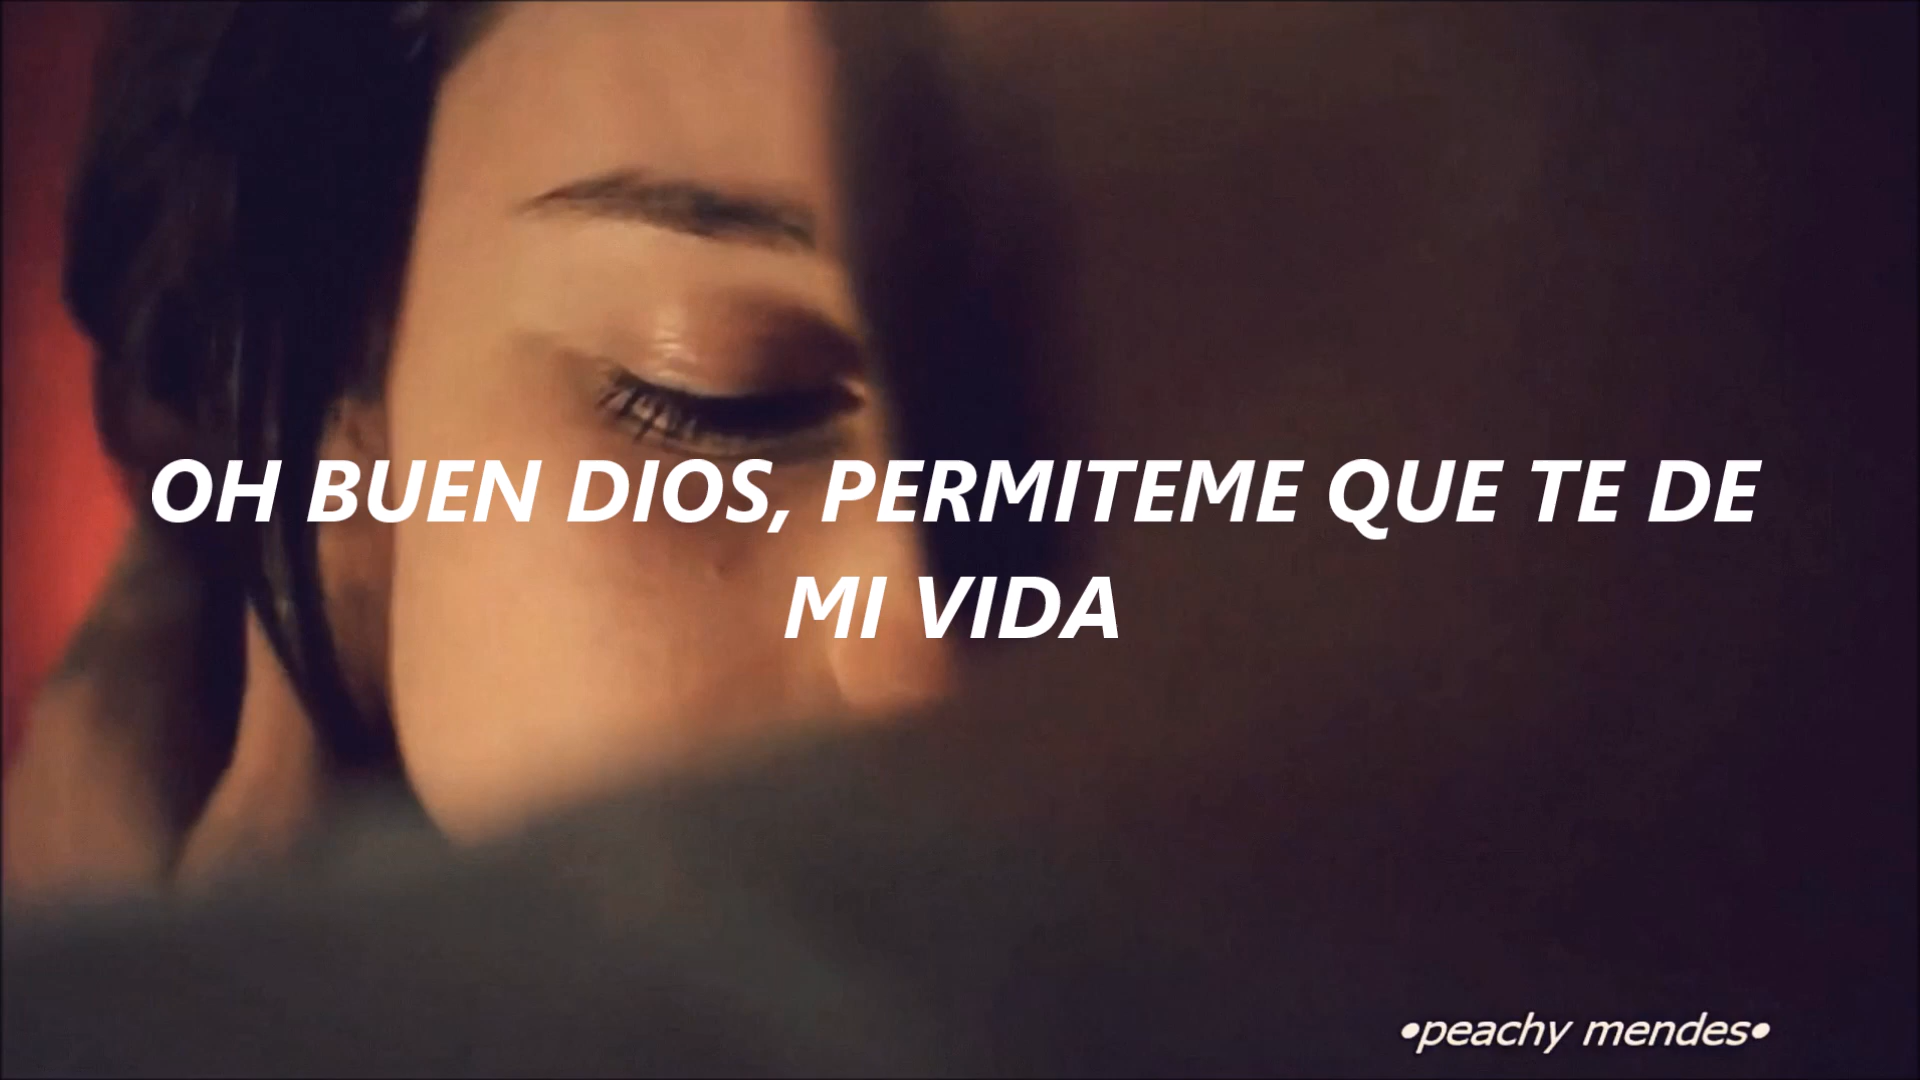 OH BUEN DIOS, PERMITEME QUE TE DE
MI VIDA
•peachy mendes•